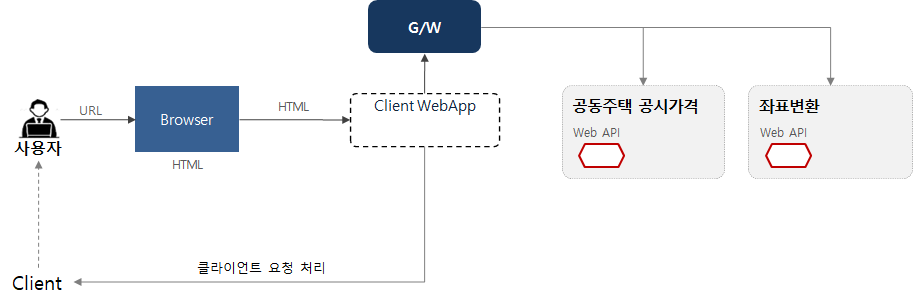 G/W
URL
HTML
Client WebApp
Browser
사용자
HTML
공동주택 공시가격
Web API
좌표변환
Web API
클라이언트 요청 처리
Client